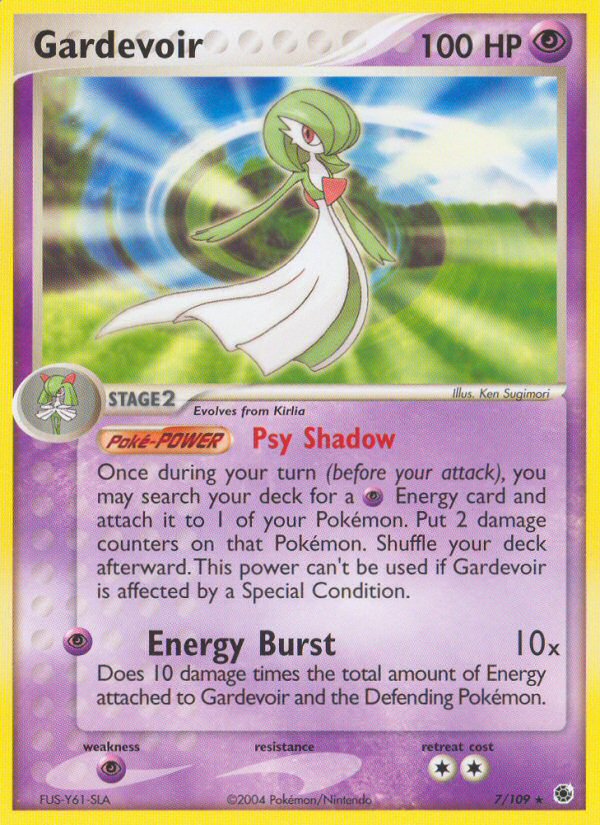 Gardevoir 100 HP
Illus. Ken Sugimori
STAGE2
Evolves from Kirlia
Poké-POWER Psy Shadow
Once during your turn (before your attack), you
may search your deck for a Energy card and
attach it to 1 of your Pokémon. Put 2 damage
counters on that Pokémon. Shuffle your deck
afterward. This power can't be used if Gardevoir
is affected by a Special Condition.
Energy Burst 10x
Does 10 damage times the total amount of Energy
attached to Gardevoir and the Defending Pokémon.
weakness resistance retreat cost
FUS-Y61-SLA ©2004 Pokémon/Nintendo 7/109 ★